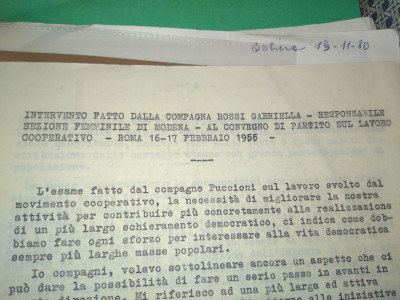 19-11-80
INTERVENTO FATTO DALLA COMPAGNA ROSSI GABRIELLA - RESPONSABILE
SEZIONE FEMMINILE DI MODENA - AL CONVEGNO DI PARTITO SUL LAVORO
COOPERATIVO - ROMA 16-17 FEBBRAIO 1956 -
L'esame fatto dal compagno Puccioni sul lavoro svolto dal
movimento cooperativo, la necessità di migliorare la nostra
attività per contribuire più concretamente alla realizzazione
di un più largo schieramento democratico, ci indica come dob-
biamo fare ogni sforzo per interessare alla vita democratica
sempre più larghe masse popolari.
Io compagni, volevo sottolineare ancora un aspetto che ci
può dare la possibilità di fare un serio passo in avanti in
direzione. Mi riferisco ad una più larga ed attiva
alle iniziative